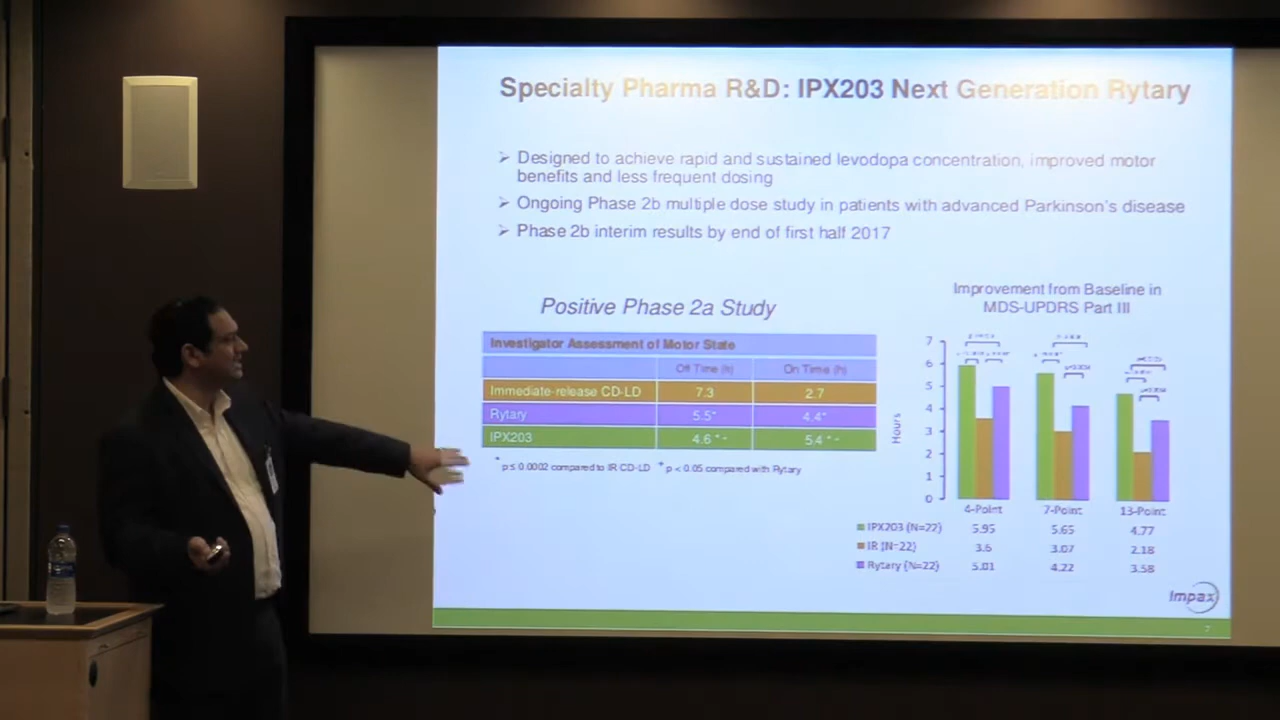 Specialty Pharma R&D: IPX203 Next Generation Rytary
➢ Designed to achieve rapid and sustained levodopa concentration, improved motor
benefits and less frequent dosing
➢ Ongoing Phase 2b multiple dose study in patients with advanced Parkinson's disease
➢ Phase 2b interim results by end of first half 2017
Positive Phase 2a Study
Investigator Assessment of Motor State
Off Time (h) On Time (h)
Immediate-release CD-LD 7.3 2.7
Rytary 5.5* 4.4*
IPX203 4.6 * 5.4 *
* p ≤ 0.0002 compared to IR CD-LD + p < 0.05 compared with Rytary
Improvement from Baseline in
MDS-UPDRS Part III
7
6
5
4
3
2
1
0
Hours
4-Point 7-Point 13-Point
IPX203 (N=22) 5.95 5.65 4.77
IR (N=22) 3.6 3.07 2.18
Rytary (N=22) 5.01 4.22 3.58
Impax
7